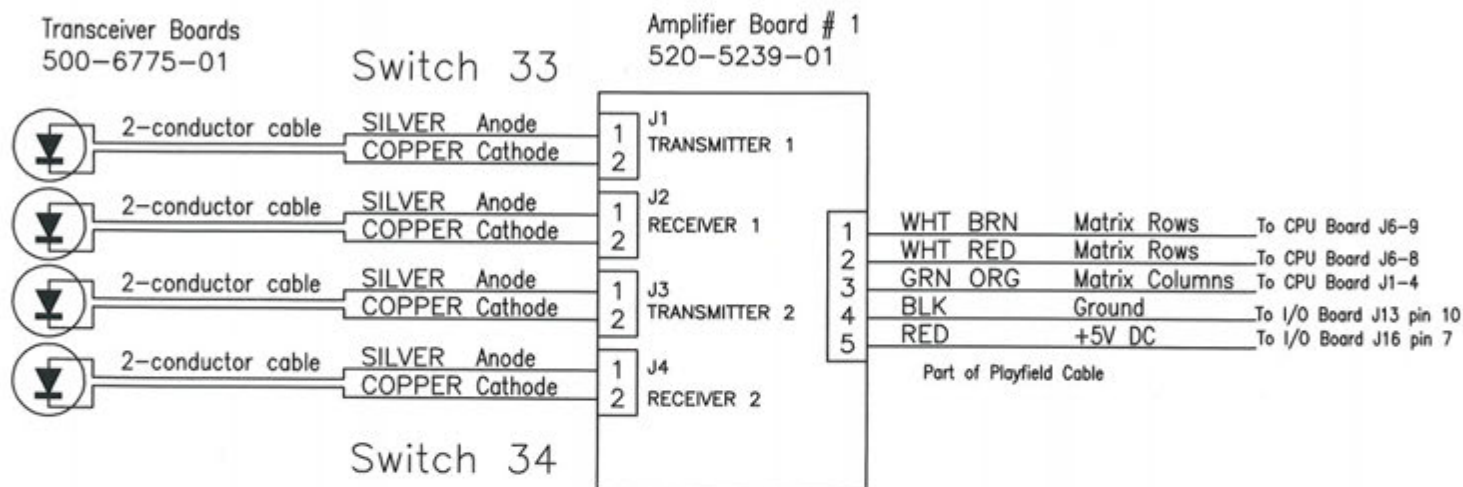 Transceiver Boards
500-6775-01
Amplifier Board # 1
520-5239-01
Switch 33
2-conductor cable SILVER Anode 1 J1
COPPER Cathode 2 TRANSMITTER 1
2-conductor cable SILVER Anode 1 J2
COPPER Cathode 2 RECEIVER 1
2-conductor cable SILVER Anode 1 J3
COPPER Cathode 2 TRANSMITTER 2
2-conductor cable SILVER Anode 1 J4
COPPER Cathode 2 RECEIVER 2
Switch 34
1 WHT BRN Matrix Rows To CPU Board J6-9
2 WHT RED Matrix Rows To CPU Board J6-8
3 GRN ORG Matrix Columns To CPU Board J1-4
4 BLK Ground To I/O Board J13 pin 10
5 RED +5V DC To I/O Board J16 pin 7
Part of Playfield Cable